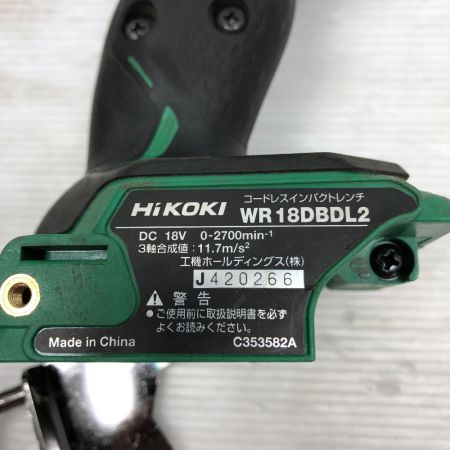 コードレスインパクトレンチ
HiKOKI WR18DBDL2
DC 18V 0-2700min-1
3軸合成値：11.7m/s2
工機ホールディングス(株)
J420266
⚠ 警告
●ご使用前に取扱説明書を必ず
よくお読みください。
Made in China C353582A